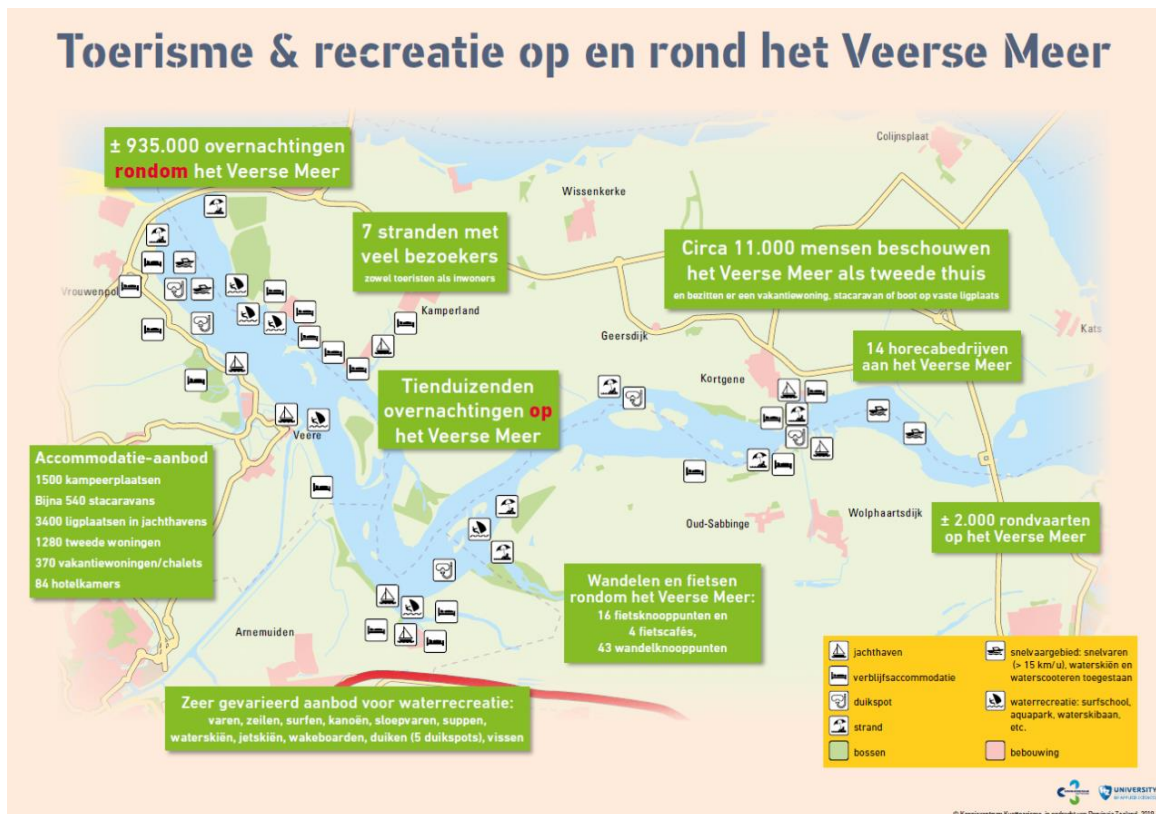 Toerisme & recreatie op en rond het Veerse Meer
± 935.000 overnachtingen
rondom het Veerse Meer
Colijnsplaat
Wissenkerke
7 stranden met
veel bezoekers
zowel toeristen als inwoners
Circa 11.000 mensen beschouwen
het Veerse Meer als tweede thuis
en bezitten er een vakantiewoning, stacaravan of boot op vaste ligplaats
Vrouwenpol
Kamperland
Geersdijk
Kats
14 horecabedrijven
aan het Veerse Meer
Kortgene
Tienduizenden
overnachtingen op
het Veerse Meer
Veere
Accommodatie-aanbod
1500 kampeerplaatsen
Bijna 540 stacaravans
3400 ligplaatsen in jachthavens
1280 tweede woningen
370 vakantiewoningen/chalets
84 hotelkamers
Oud-Sabbinge
Wolphaartsdijk
± 2.000 rondvaarten
op het Veerse Meer
Wandelen en fietsen
rondom het Veerse Meer:
16 fietsknooppunten en
4 fietscafés,
43 wandelknooppunten
Arnemuiden
Zeer gevarieerd aanbod voor waterrecreatie:
varen, zeilen, surfen, kanoën, sloepvaren, suppen,
waterskiën, jetskiën, wakeboarden, duiken (5 duikspots), vissen
jachthaven
verblijfsaccommodatie
duikspot
strand
bossen
snelvaargebied: snelvaren
(> 15 km/u), waterskiën en
waterscooteren toegestaan
waterrecreatie: surfschool,
aquapark, waterskibaan,
etc.
bebouwing
UNIVERSITY